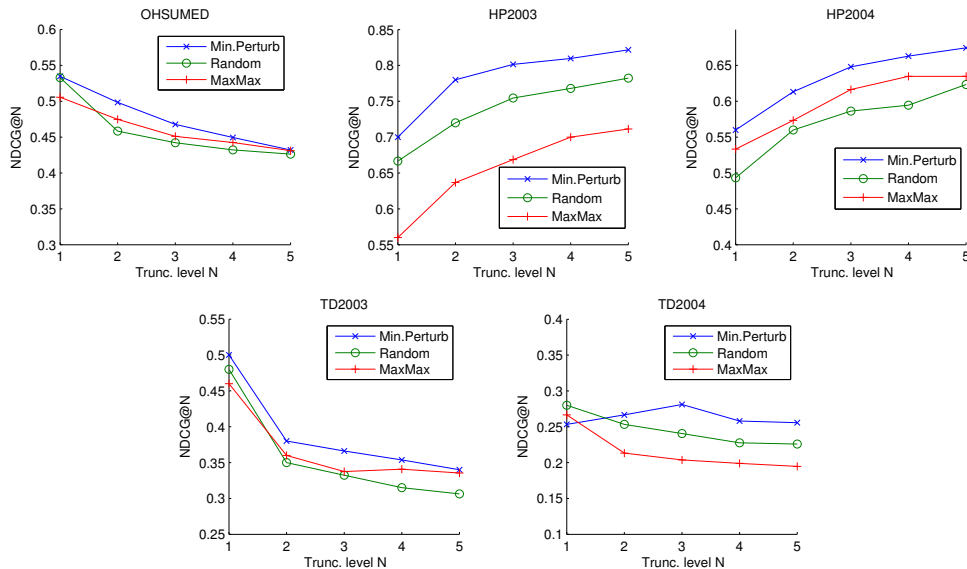 OHSUMED
0.6
0.55
0.5
0.45
0.4
0.35
0.3
NDCG@N
1 2 3 4 5
Trunc. level N
Min.Perturb
Random
MaxMax
HP2003
0.85
0.8
0.75
0.7
0.65
0.6
0.55
NDCG@N
1 2 3 4 5
Trunc. level N
Min.Perturb
Random
MaxMax
HP2004
0.65
0.6
0.55
0.5
0.45
0.4
NDCG@N
1 2 3 4 5
Trunc. level N
Min.Perturb
Random
MaxMax
TD2003
0.55
0.5
0.45
0.4
0.35
0.3
0.25
NDCG@N
1 2 3 4 5
Trunc. level N
Min.Perturb
Random
MaxMax
TD2004
0.4
0.35
0.3
0.25
0.2
0.15
0.1
NDCG@N
1 2 3 4 5
Trunc. level N
Min.Perturb
Random
MaxMax